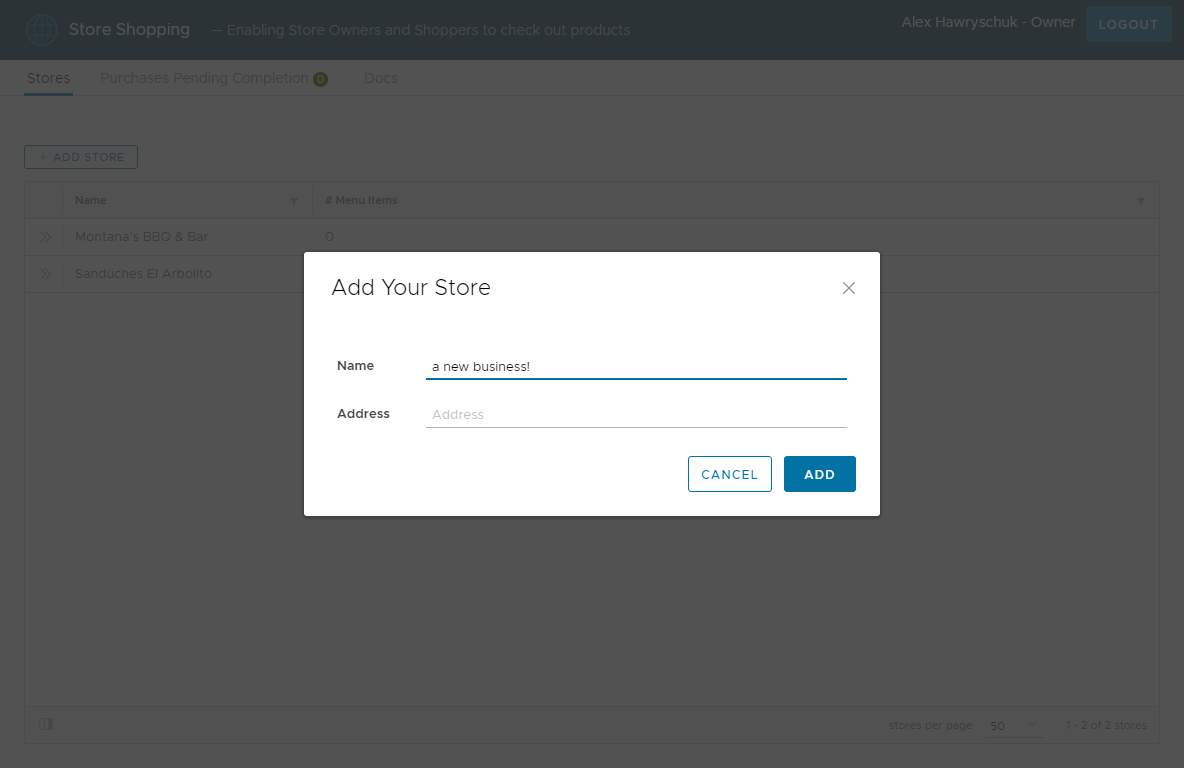 Store Shopping — Enabling Store Owners and Shoppers to check out products Alex Hawryschuk - Owner LOGOUT
Stores Purchases Pending Completion 0 Docs
+ ADD STORE
Name # Menu Items
Montana's BBQ & Bar 0
Sanduches El Arbolito
Add Your Store
Name a new business!
Address Address
CANCEL ADD
stores per page 50 1 - 2 of 2 stores